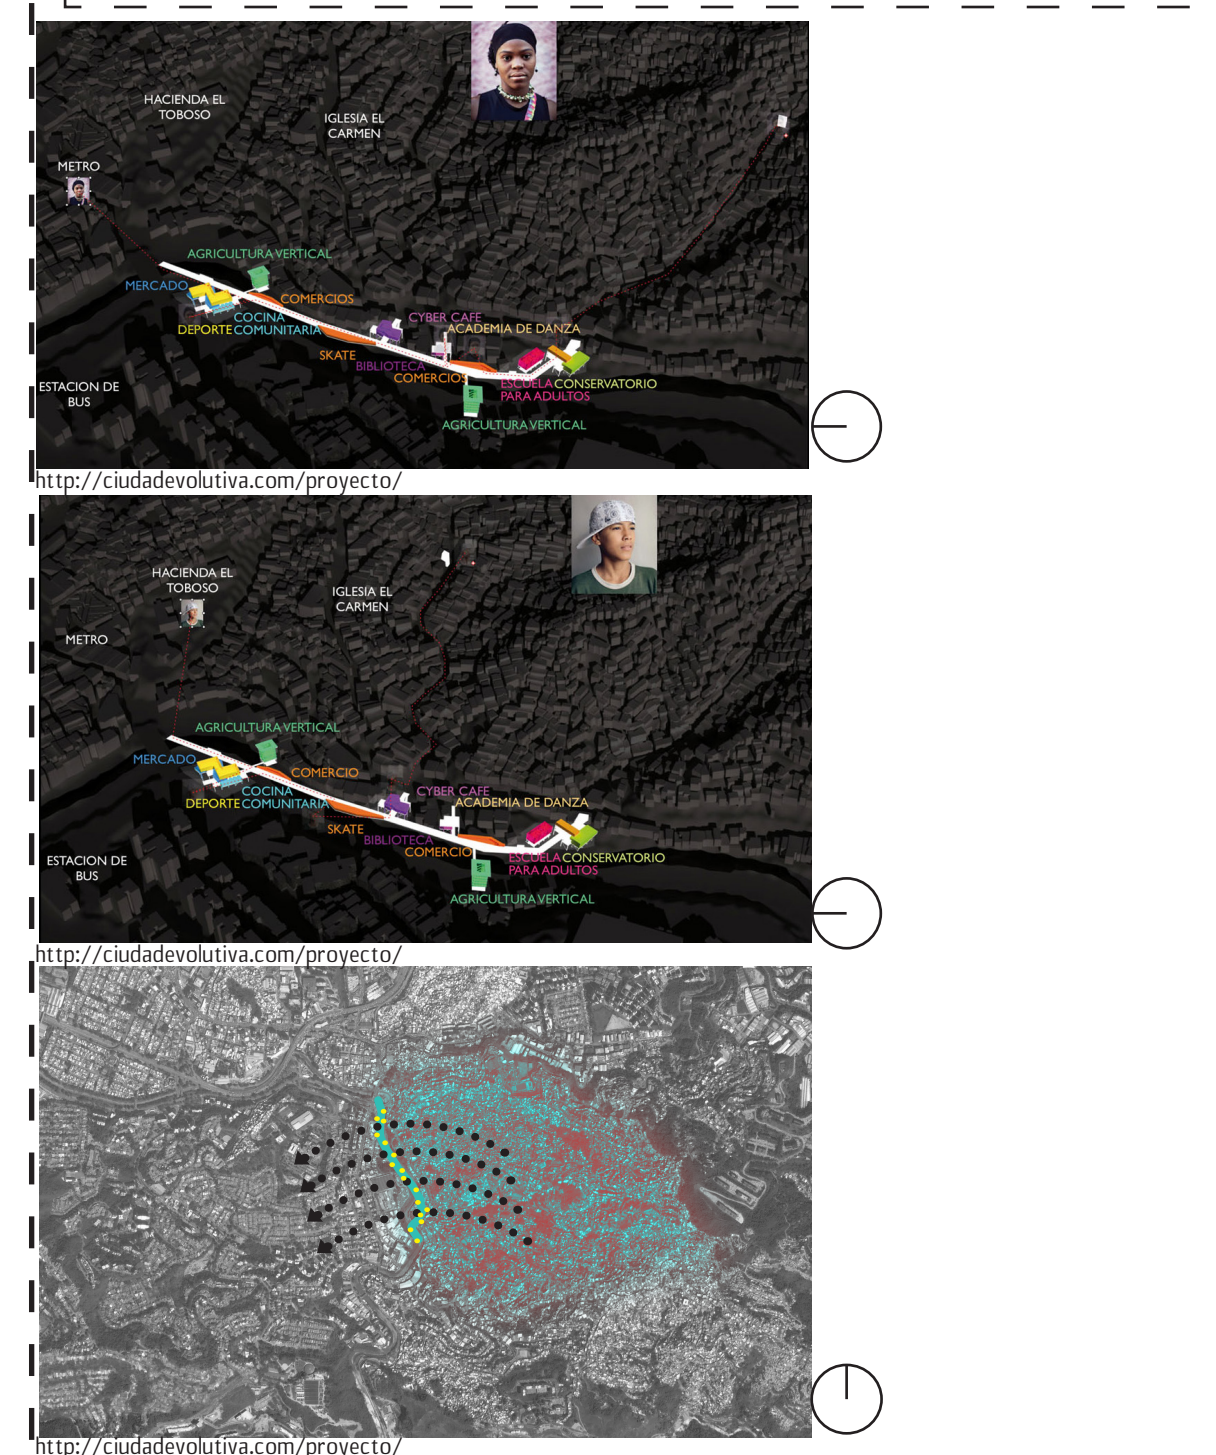 HACIENDA EL
TOBOSO
IGLESIA EL
CARMEN
METRO
AGRICULTURA VERTICAL
MERCADO
COMERCIOS
COCINA
COMUNITARIA
DEPORTE
CYBER CAFE
ACADEMIA DE DANZA
SKATE
BIBLIOTECA
COMERCIOS
ESCUELA
PARA ADULTOS
CONSERVATORIO
ESTACION DE
BUS
AGRICULTURA VERTICAL
http://ciudadevolutiva.com/proyecto/
HACIENDA EL
TOBOSO
IGLESIA EL
CARMEN
METRO
AGRICULTURA VERTICAL
MERCADO
COMERCIO
COCINA
COMUNITARIA
DEPORTE
CYBER CAFE
ACADEMIA DE DANZA
SKATE
BIBLIOTECA
COMERCIO
ESCUELA
PARA ADULTOS
CONSERVATORIO
ESTACION DE
BUS
AGRICULTURA VERTICAL
http://ciudadevolutiva.com/proyecto/
http://ciudadevolutiva.com/proyecto/